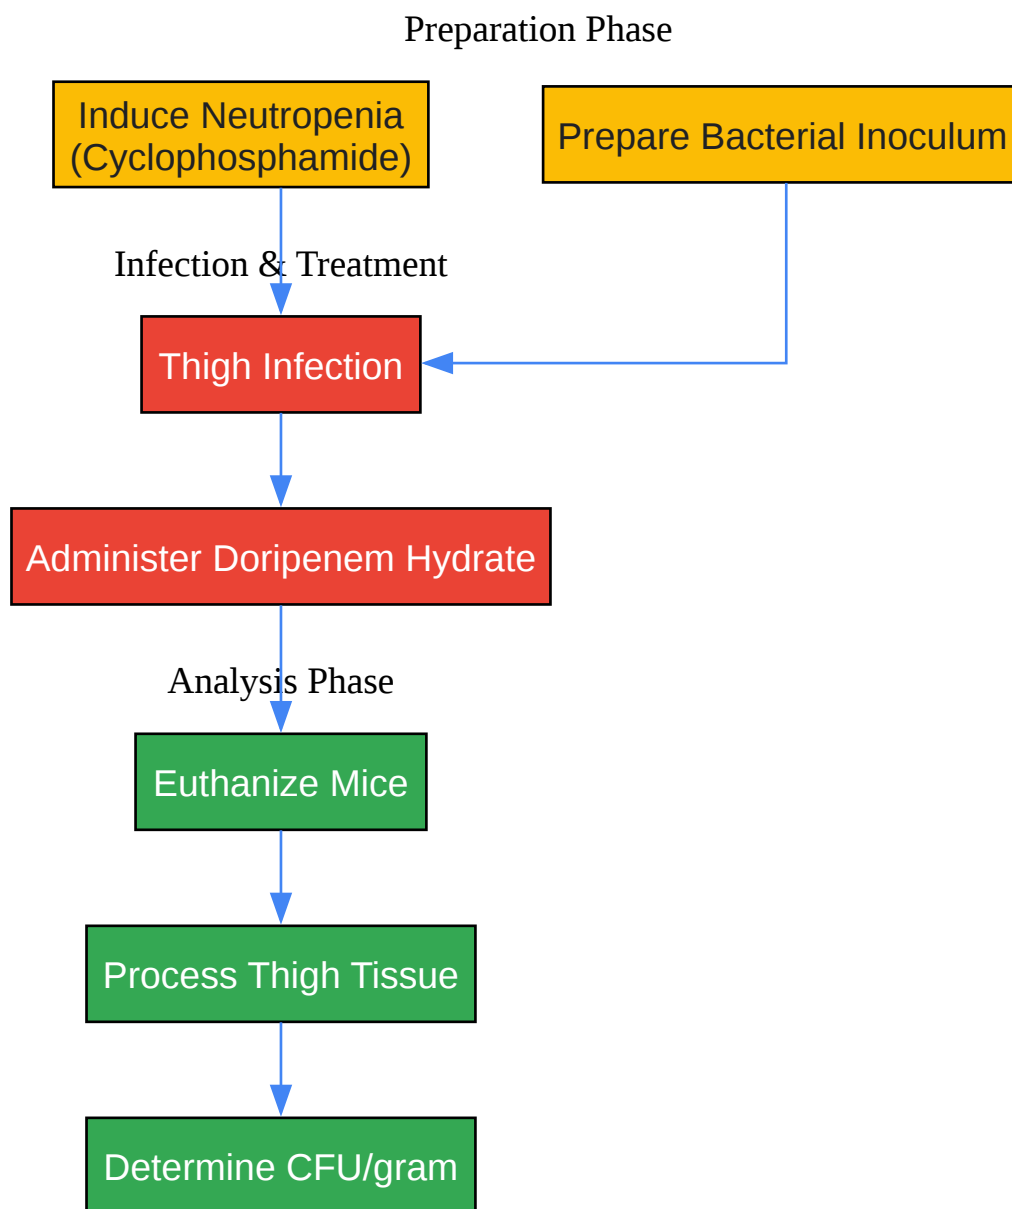 Preparation Phase
Induce Neutropenia
(Cyclophosphamide)
Prepare Bacterial Inoculum
Infection & Treatment
Thigh Infection
Administer Doripenem Hydrate
Analysis Phase
Euthanize Mice
Process Thigh Tissue
Determine CFU/gram